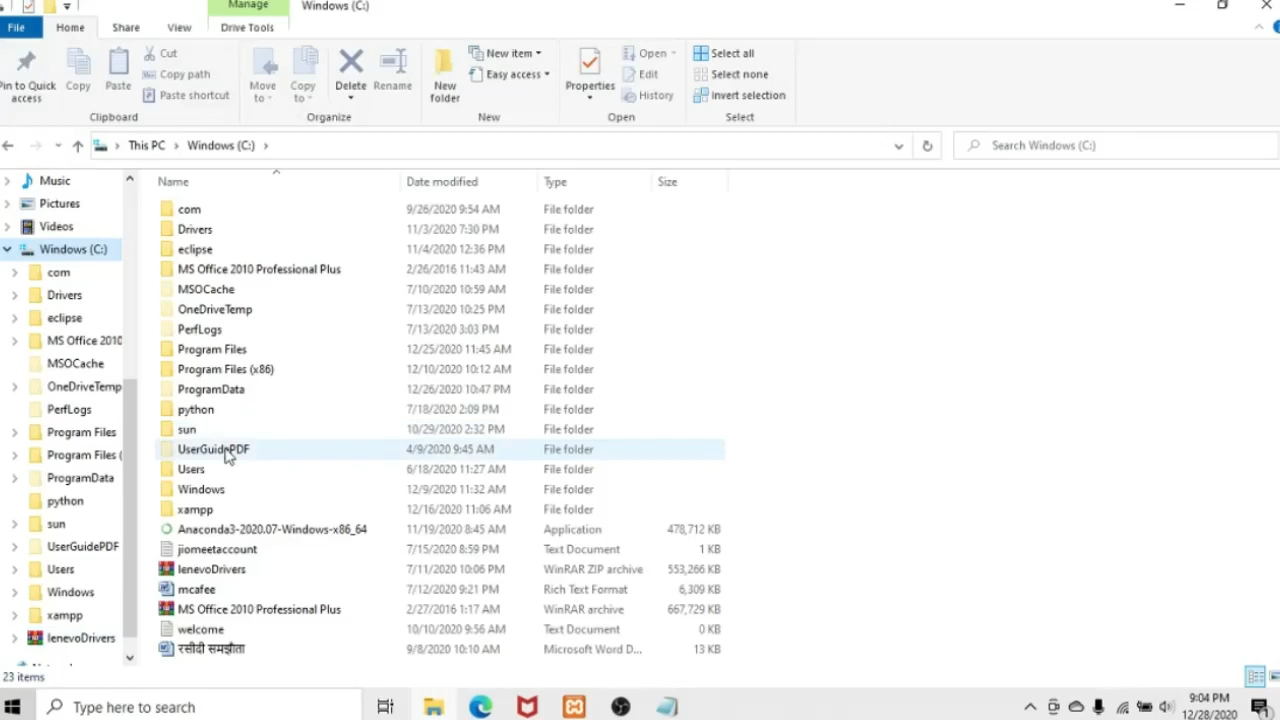 Manage Windows (C:)
File Home Share View Drive Tools
Pin to Quick access
Copy
Paste
Cut
Copy path
Paste shortcut
Clipboard
Move to
Copy to
Delete
Rename
Organize
New folder
New item
Easy access
New
Properties
Open
Edit
History
Open
Select all
Select none
Invert selection
Select
This PC Windows (C:)
Search Windows (C:)
Music
Pictures
Videos
Windows (C:)
com
Drivers
eclipse
MS Office 2010
MSOCache
OneDriveTemp
PerfLogs
Program Files
Program Files (
ProgramData
python
sun
UserGuidePDF
Users
Windows
xampp
lenevoDrivers
Name Date modified Type Size
com 9/26/2020 9:54 AM File folder
Drivers 11/3/2020 7:30 PM File folder
eclipse 11/4/2020 12:36 PM File folder
MS Office 2010 Professional Plus 2/26/2016 11:43 AM File folder
MSOCache 7/10/2020 10:59 AM File folder
OneDriveTemp 7/13/2020 10:25 PM File folder
PerfLogs 7/13/2020 3:03 PM File folder
Program Files 12/25/2020 11:45 AM File folder
Program Files (x86) 12/10/2020 10:12 AM File folder
ProgramData 12/26/2020 10:47 PM File folder
python 7/18/2020 2:09 PM File folder
sun 10/29/2020 2:32 PM File folder
UserGuidePDF 4/9/2020 9:45 AM File folder
Users 6/18/2020 11:27 AM File folder
Windows 12/9/2020 11:32 AM File folder
xampp 12/16/2020 11:06 AM File folder
Anaconda3-2020.07-Windows-x86_64 11/19/2020 8:45 AM Application 478,712 KB
jiomeetaccount 7/15/2020 8:59 PM Text Document 1 KB
lenevoDrivers 7/11/2020 10:06 PM WinRAR ZIP archive 553,266 KB
mcafee 7/12/2020 9:21 PM Rich Text Format 6,309 KB
MS Office 2010 Professional Plus 2/27/2016 1:17 AM WinRAR archive 667,729 KB
welcome 10/10/2020 9:56 AM Text Document 0 KB
रसीदी समझौता 9/8/2020 10:10 AM Microsoft Word D... 13 KB
23 items
Type here to search
9:04 PM
12/28/2020